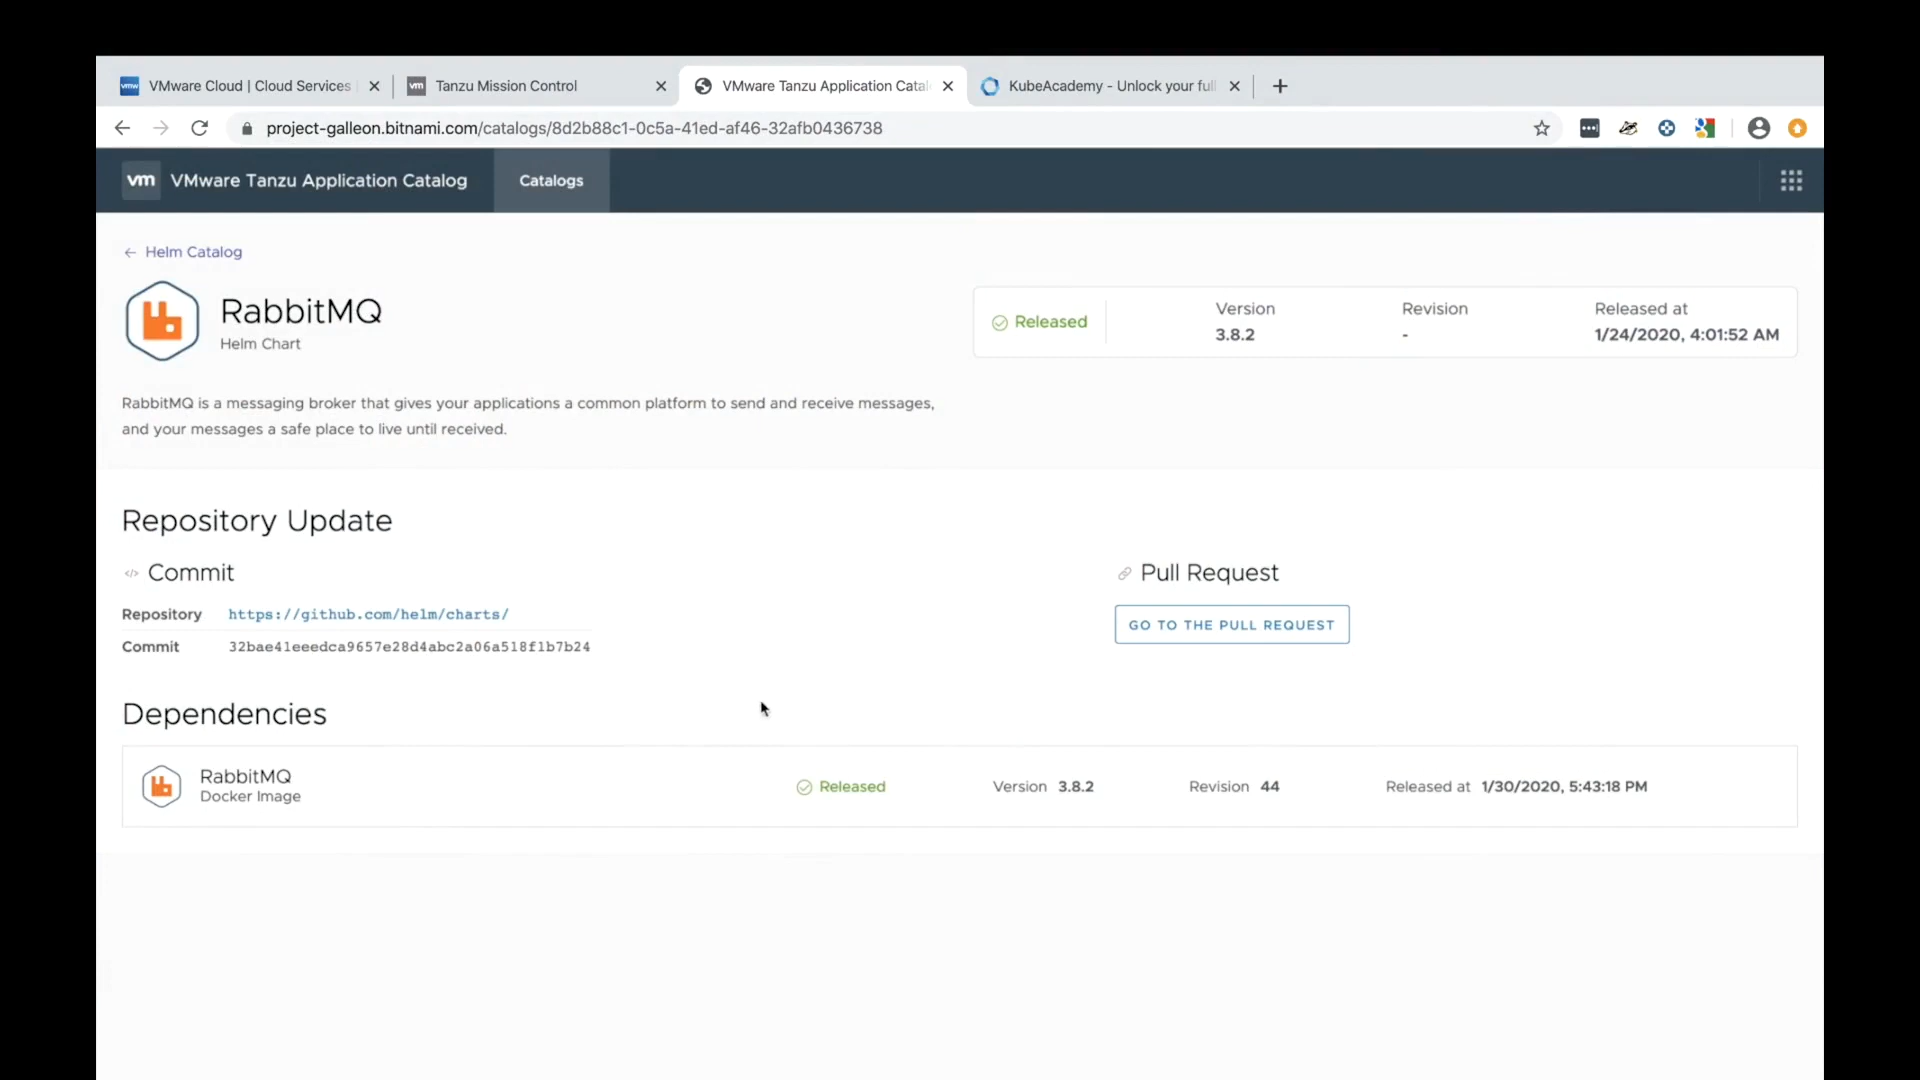 VMware Cloud | Cloud Services
Tanzu Mission Control
VMware Tanzu Application Catal
KubeAcademy - Unlock your full
project-galleon.bitnami.com/catalogs/8d2b88c1-0c5a-41ed-af46-32afb0436738
vm VMware Tanzu Application Catalog Catalogs
← Helm Catalog
RabbitMQ
Helm Chart
Released
Version
3.8.2
Revision
-
Released at
1/24/2020, 4:01:52 AM
RabbitMQ is a messaging broker that gives your applications a common platform to send and receive messages,
and your messages a safe place to live until received.
Repository Update
</> Commit
Repository https://github.com/helm/charts/
Commit 32bae41eeedca9657e28d4abc2a06a518f1b7b24
Pull Request
GO TO THE PULL REQUEST
Dependencies
RabbitMQ
Docker Image
Released
Version 3.8.2
Revision 44
Released at 1/30/2020, 5:43:18 PM